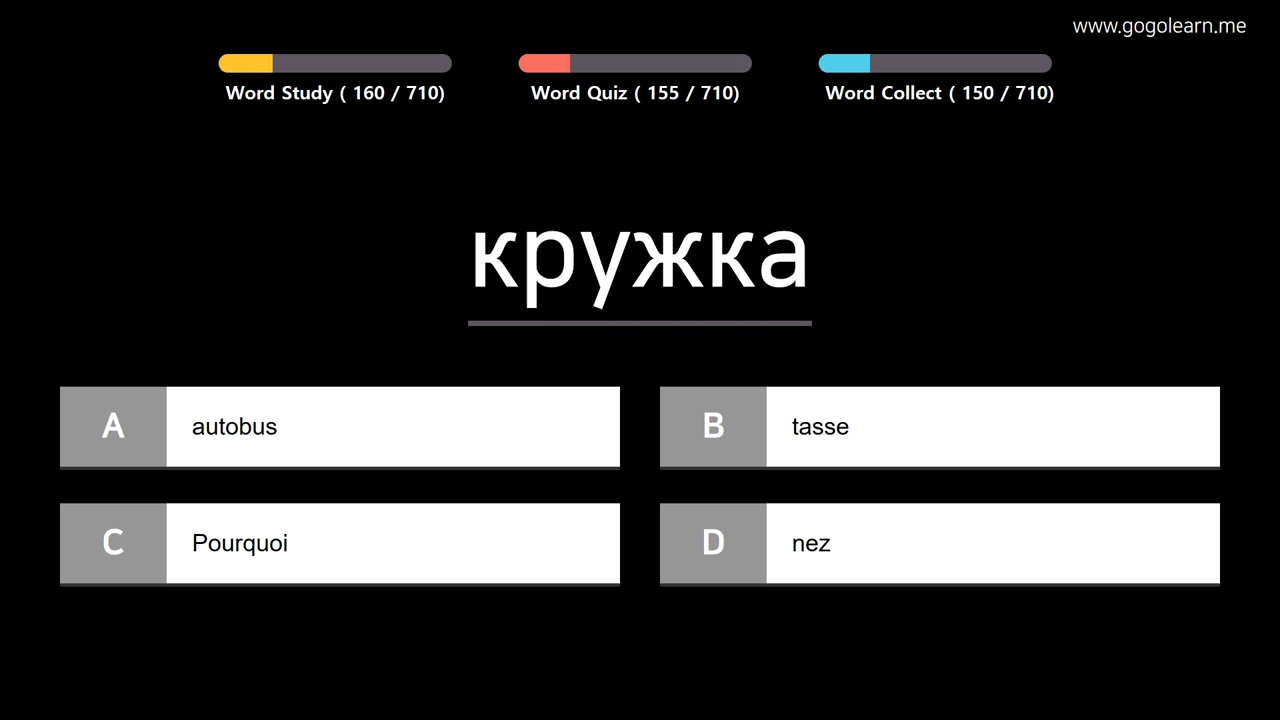 www.gogolearn.me
Word Study ( 160 / 710)
Word Quiz ( 155 / 710)
Word Collect ( 150 / 710)
кружка
A autobus
B tasse
C Pourquoi
D nez